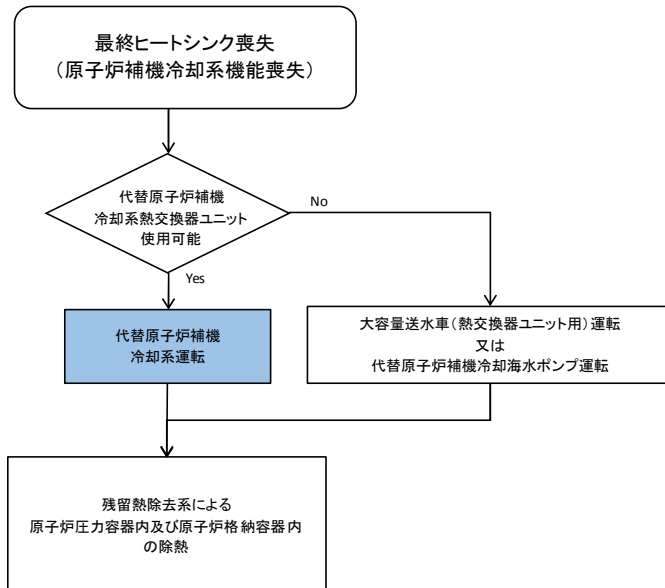 最終ヒートシンク喪失
(原子炉補機冷却系機能喪失)
代替原子炉補機
冷却系熱交換器ユニット
使用可能
No
Yes
代替原子炉補機
冷却系運転
大容量送水車(熱交換器ユニット用)運転
又は
代替原子炉補機冷却海水ポンプ運転
残留熱除去系による
原子炉圧力容器内及び原子炉格納容器内
の除熱